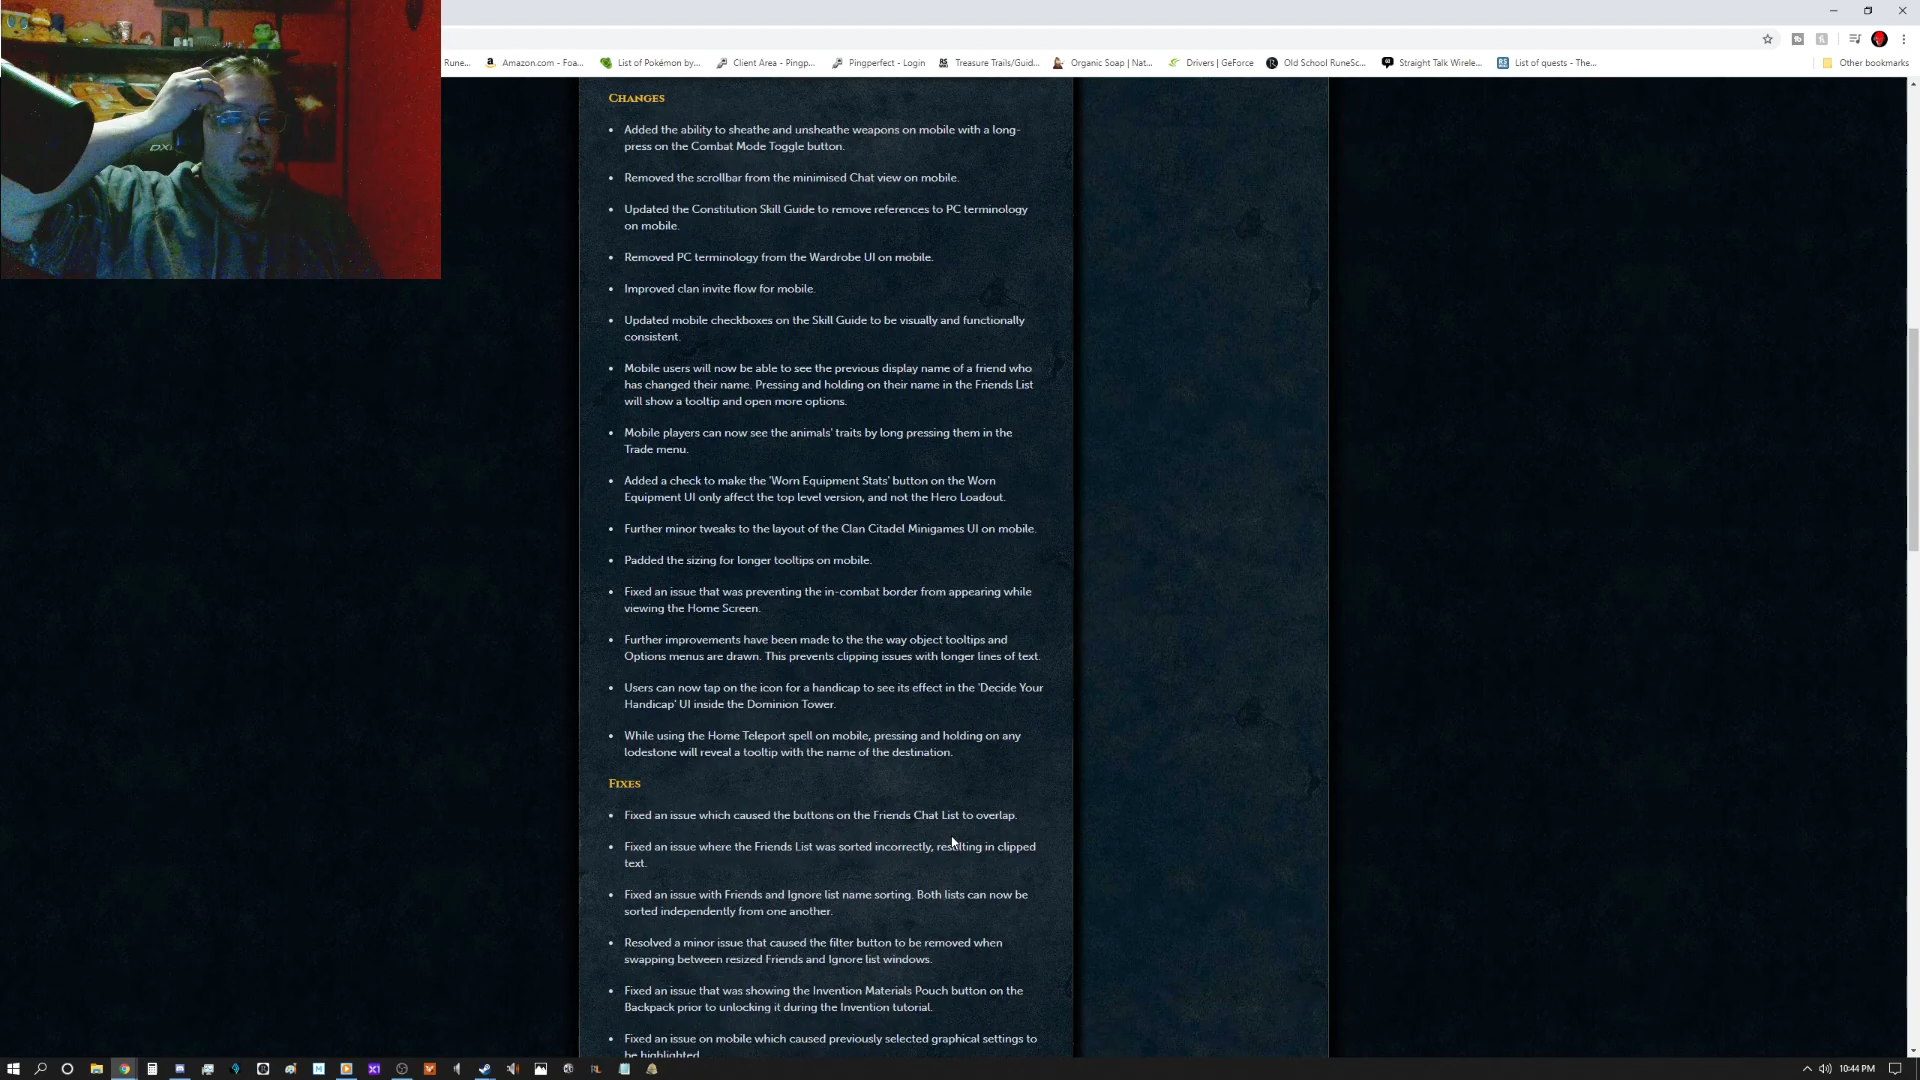 Rune...
Amazon.com - Foa...
List of Pokémon by...
Client Area - Pingp...
Pingperfect - Login
Treasure Trails/Guid...
Organic Soap | Nat...
Drivers | GeForce
Old School RuneSc...
Straight Talk Wirele...
List of quests - The...
Other bookmarks
DX
CHANGES
• Added the ability to sheathe and unsheathe weapons on mobile with a long-
press on the Combat Mode Toggle button.
• Removed the scrollbar from the minimised Chat view on mobile.
• Updated the Constitution Skill Guide to remove references to PC terminology
on mobile.
• Removed PC terminology from the Wardrobe UI on mobile.
• Improved clan invite flow for mobile.
• Updated mobile checkboxes on the Skill Guide to be visually and functionally
consistent.
• Mobile users will now be able to see the previous display name of a friend who
has changed their name. Pressing and holding on their name in the Friends List
will show a tooltip and open more options.
• Mobile players can now see the animals' traits by long pressing them in the
Trade menu.
• Added a check to make the 'Worn Equipment Stats' button on the Worn
Equipment UI only affect the top level version, and not the Hero Loadout.
• Further minor tweaks to the layout of the Clan Citadel Minigames UI on mobile.
• Padded the sizing for longer tooltips on mobile.
• Fixed an issue that was preventing the in-combat border from appearing while
viewing the Home Screen.
• Further improvements have been made to the the way object tooltips and
Options menus are drawn. This prevents clipping issues with longer lines of text.
• Users can now tap on the icon for a handicap to see its effect in the 'Decide Your
Handicap' UI inside the Dominion Tower.
• While using the Home Teleport spell on mobile, pressing and holding on any
lodestone will reveal a tooltip with the name of the destination.
FIXES
• Fixed an issue which caused the buttons on the Friends Chat List to overlap.
• Fixed an issue where the Friends List was sorted incorrectly, resulting in clipped
text.
• Fixed an issue with Friends and Ignore list name sorting. Both lists can now be
sorted independently from one another.
• Resolved a minor issue that caused the filter button to be removed when
swapping between resized Friends and Ignore list windows.
• Fixed an issue that was showing the Invention Materials Pouch button on the
Backpack prior to unlocking it during the Invention tutorial.
• Fixed an issue on mobile which caused previously selected graphical settings to
be highlighted.
10:44 PM